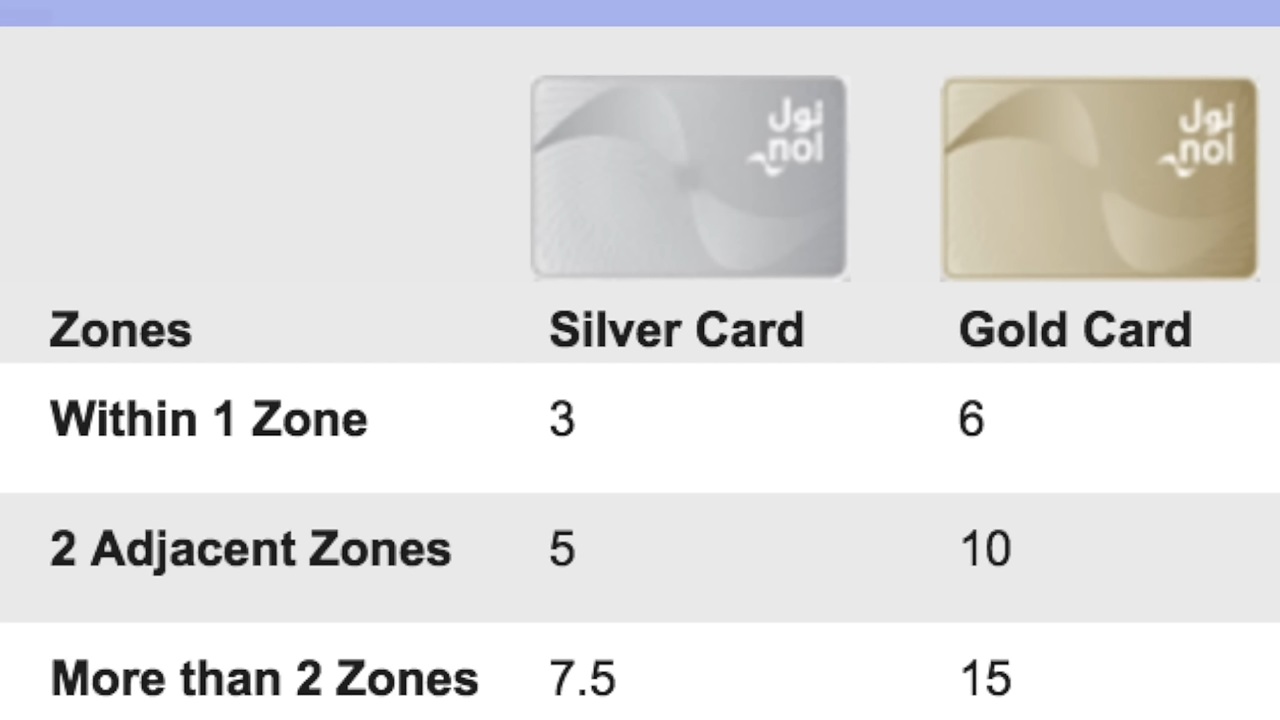 نول
nol
نول
nol
Zones Silver Card Gold Card
Within 1 Zone 3 6
2 Adjacent Zones 5 10
More than 2 Zones 7.5 15